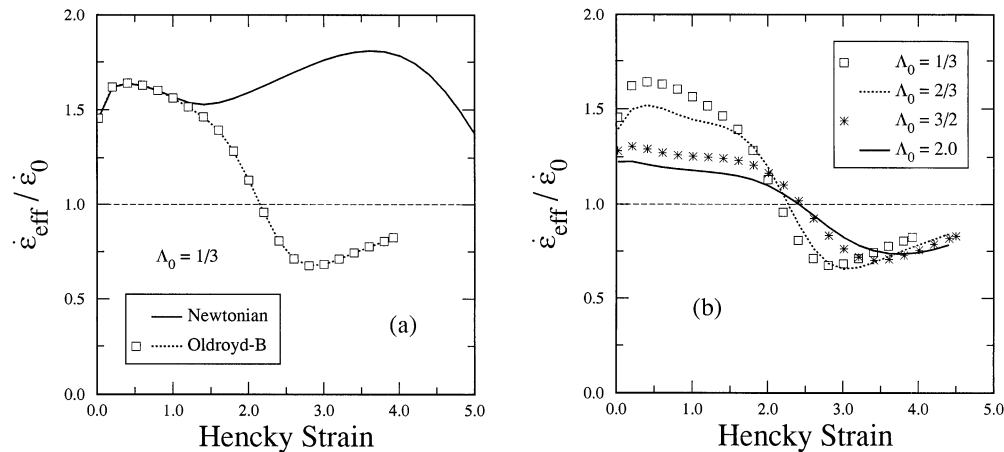 2.0
1.5
1.0
0.5
0.0
ε̇eff / ε̇0
Λ0 = 1/3
Newtonian
Oldroyd-B
(a)
0.0 1.0 2.0 3.0 4.0 5.0
Hencky Strain
2.0
1.5
1.0
0.5
0.0
ε̇eff / ε̇0
Λ0 = 1/3
Λ0 = 2/3
Λ0 = 3/2
Λ0 = 2.0
(b)
0.0 1.0 2.0 3.0 4.0 5.0
Hencky Strain